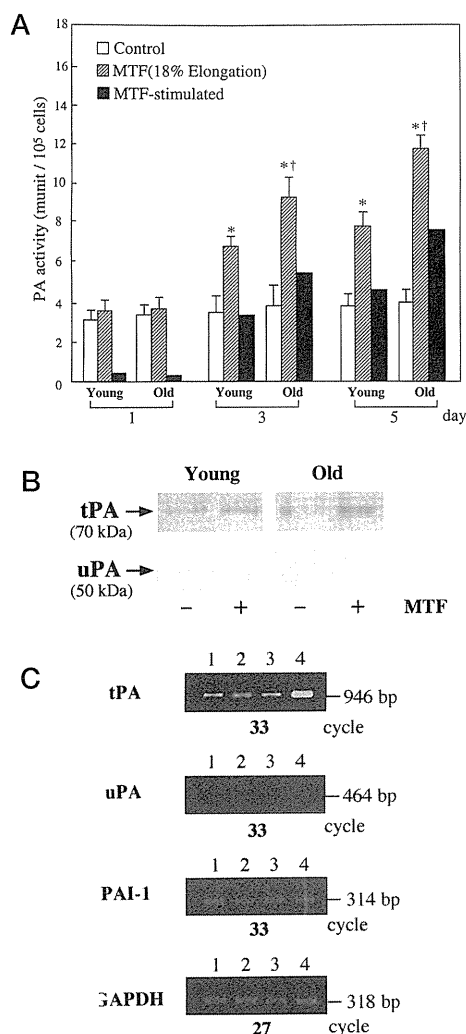 A
18
16
14
12
10
8
6
4
2
0
PA activity (munit / 10⁵ cells)
Control
MTF(18% Elongation)
MTF-stimulated
*
*†
*
*†
Young Old Young Old Young Old
1 3 5 day
B
Young Old
tPA
(70 kDa)
uPA
(50 kDa)
− + − + MTF
C
1 2 3 4
tPA
946 bp
33 cycle
1 2 3 4
uPA
464 bp
33 cycle
1 2 3 4
PAI-1
314 bp
33 cycle
1 2 3 4
GAPDH
318 bp
27 cycle